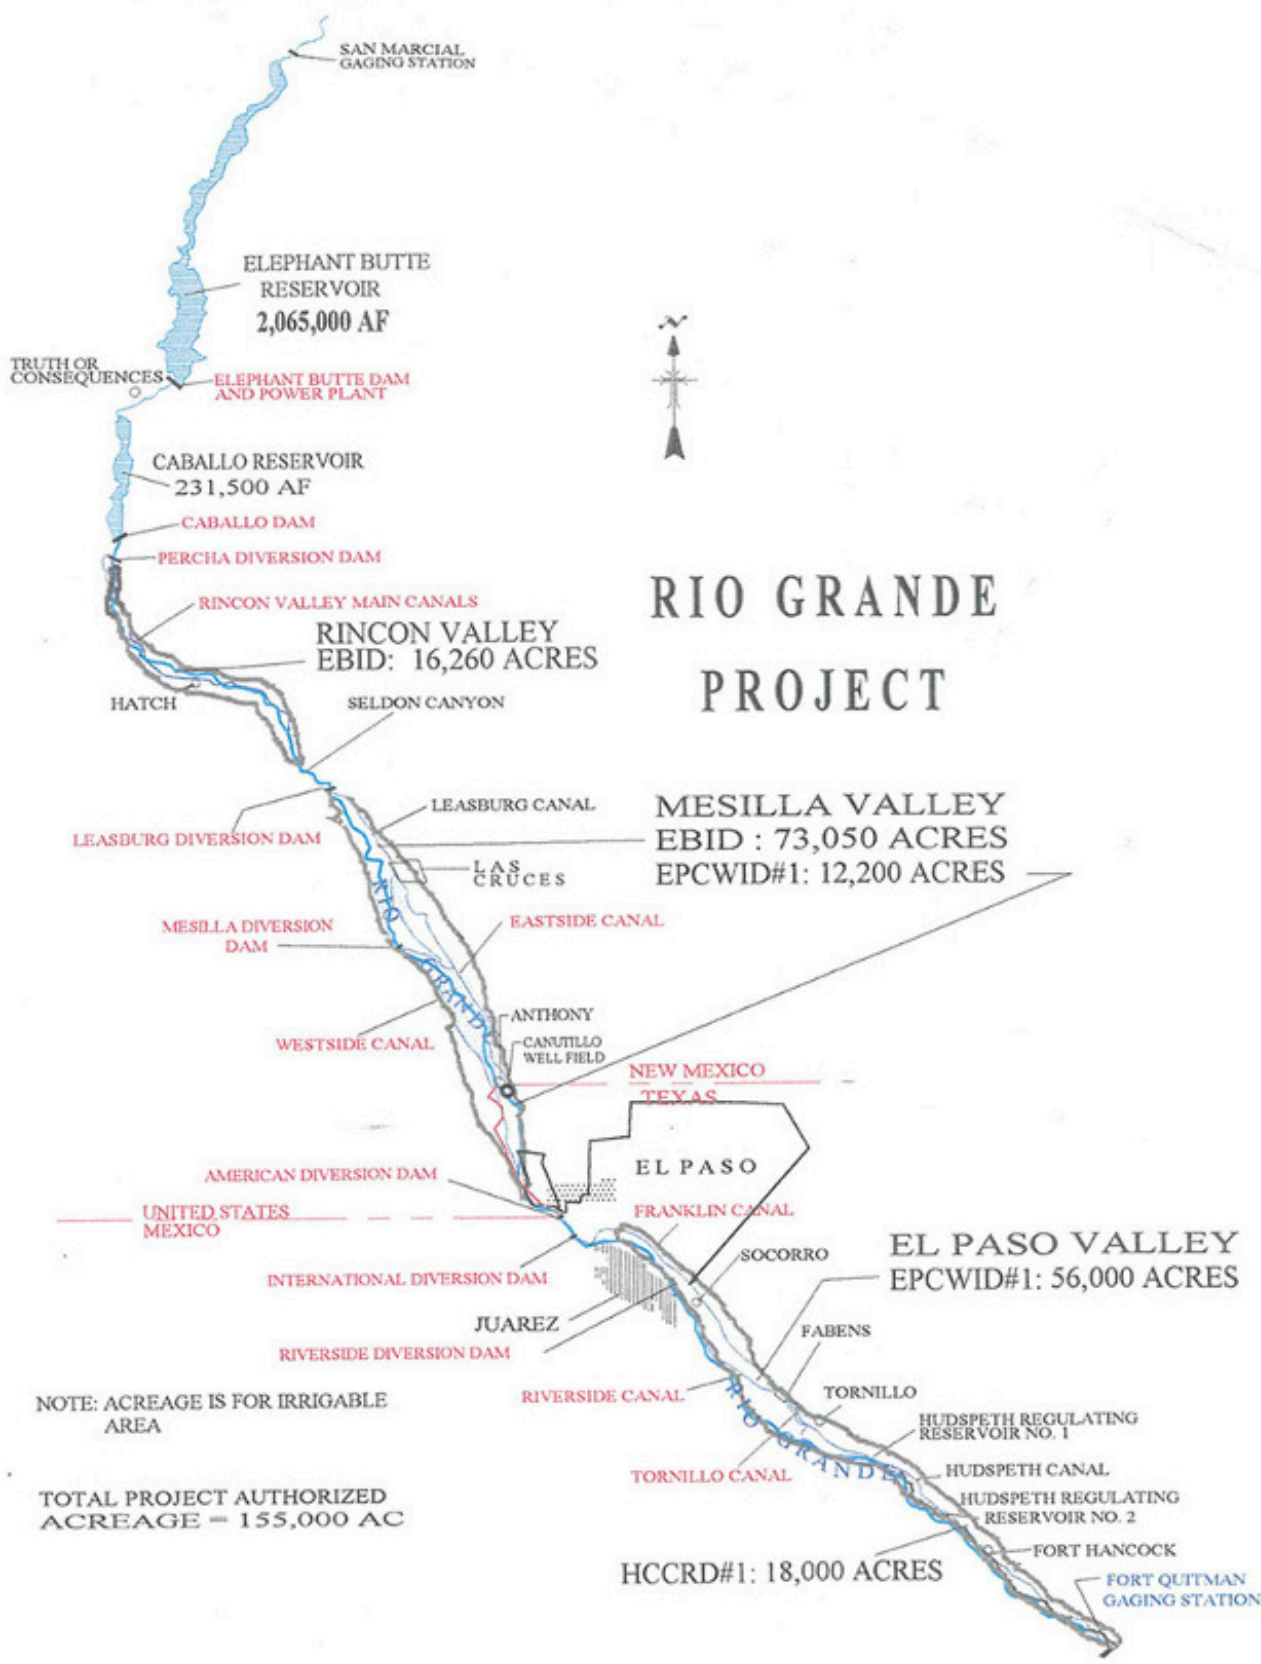 SAN MARCIAL
GAGING STATION
ELEPHANT BUTTE
RESERVOIR
2,065,000 AF
N
TRUTH OR
CONSEQUENCES
ELEPHANT BUTTE DAM
AND POWER PLANT
CABALLO RESERVOIR
231,500 AF
CABALLO DAM
PERCHA DIVERSION DAM
RINCON VALLEY MAIN CANALS
RIO GRANDE
PROJECT
RINCON VALLEY
EBID: 16,260 ACRES
HATCH
SELDON CANYON
LEASBURG CANAL
MESILLA VALLEY
EBID : 73,050 ACRES
EPCWID#1: 12,200 ACRES
LEASBURG DIVERSION DAM
LAS
CRUCES
RIO GRANDE
MESILLA DIVERSION
DAM
EASTSIDE CANAL
ANTHONY
WESTSIDE CANAL
CANUTILLO
WELL FIELD
NEW MEXICO
TEXAS
AMERICAN DIVERSION DAM
EL PASO
UNITED STATES
MEXICO
FRANKLIN CANAL
SOCORRO
EL PASO VALLEY
EPCWID#1: 56,000 ACRES
INTERNATIONAL DIVERSION DAM
JUAREZ
FABENS
RIVERSIDE DIVERSION DAM
RIVERSIDE CANAL
TORNILLO
RIO GRANDE
NOTE: ACREAGE IS FOR IRRIGABLE
AREA
HUDSPETH REGULATING
RESERVOIR NO. 1
TORNILLO CANAL
HUDSPETH CANAL
TOTAL PROJECT AUTHORIZED
ACREAGE = 155,000 AC
HUDSPETH REGULATING
RESERVOIR NO. 2
FORT HANCOCK
HCCRD#1: 18,000 ACRES
FORT QUITMAN
GAGING STATION